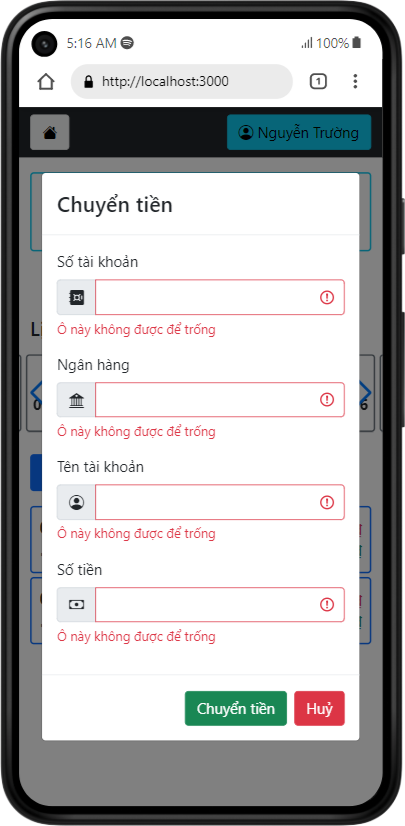 5:16 AM
100%
http://localhost:3000
1
Nguyễn Trường
Chuyển tiền
Số tài khoản
Ô này không được để trống
Ngân hàng
Ô này không được để trống
Tên tài khoản
Ô này không được để trống
Số tiền
Ô này không được để trống
Chuyển tiền
Huỷ